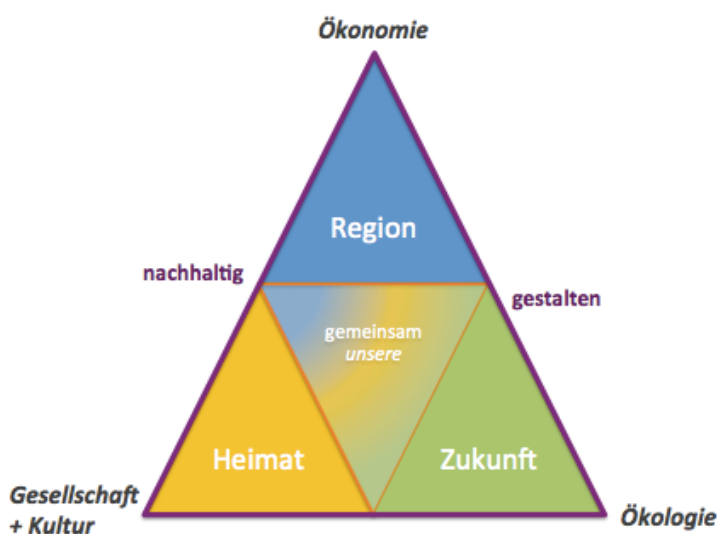 Ökonomie
Region
nachhaltig
gestalten
gemeinsam
unsere
Heimat
Zukunft
Gesellschaft
+ Kultur
Ökologie